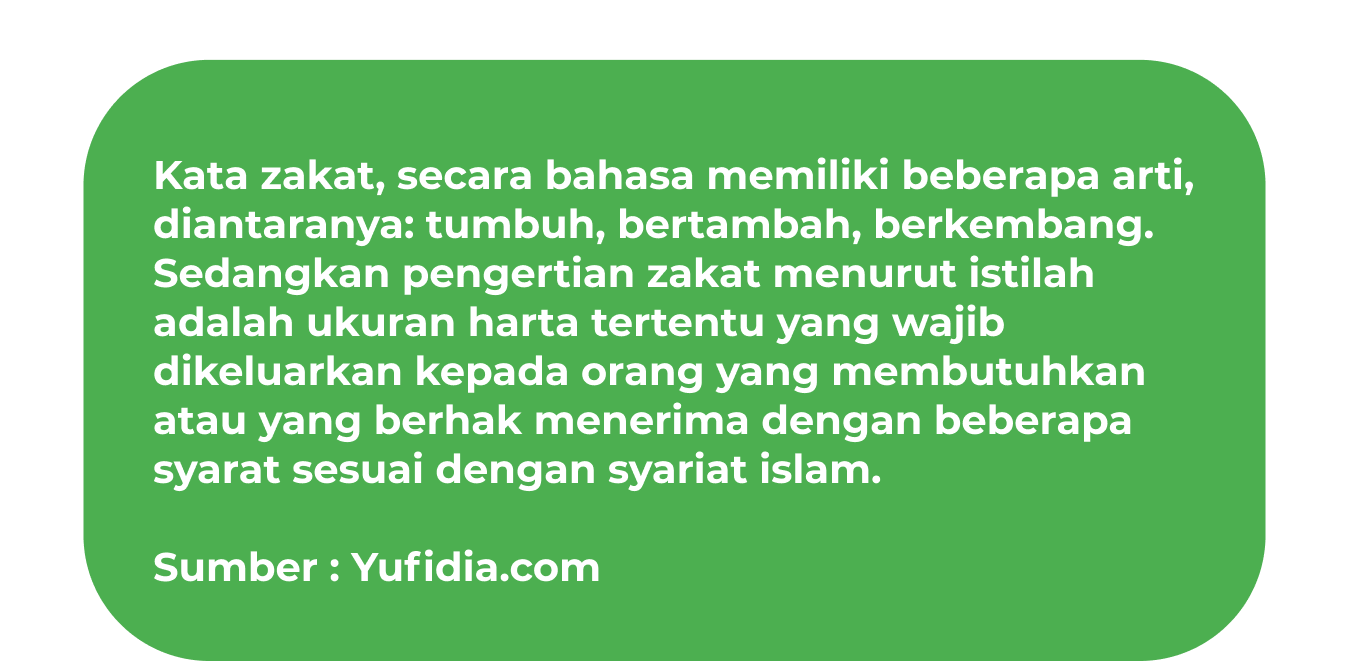 Kata zakat, secara bahasa memiliki beberapa arti,
diantaranya: tumbuh, bertambah, berkembang.
Sedangkan pengertian zakat menurut istilah
adalah ukuran harta tertentu yang wajib
dikeluarkan kepada orang yang membutuhkan
atau yang berhak menerima dengan beberapa
syarat sesuai dengan syariat islam.
Sumber : Yufidia.com